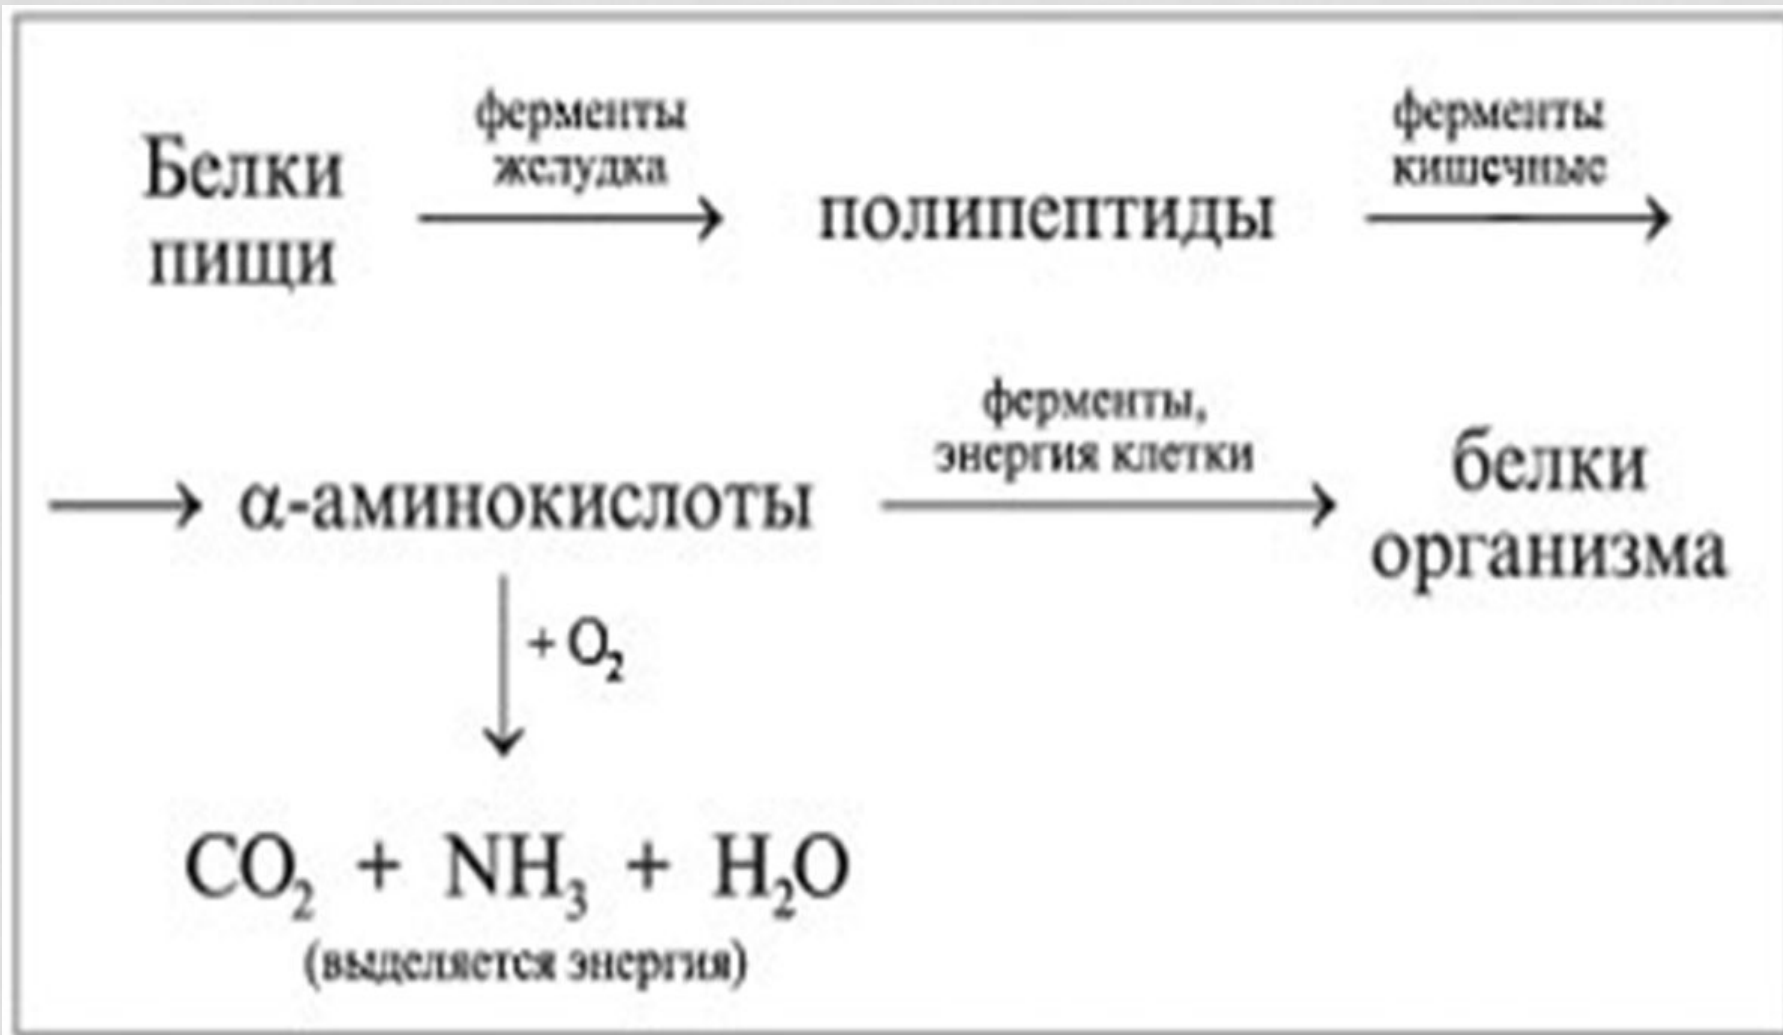 Белки
пищи
ферменты
желудка
→
полипептиды
ферменты
кишечные
→
→ α-аминокислоты
ферменты,
энергия клетки
→
белки
организма
+ O₂
CO₂ + NH₃ + H₂O
(выделяется энергия)